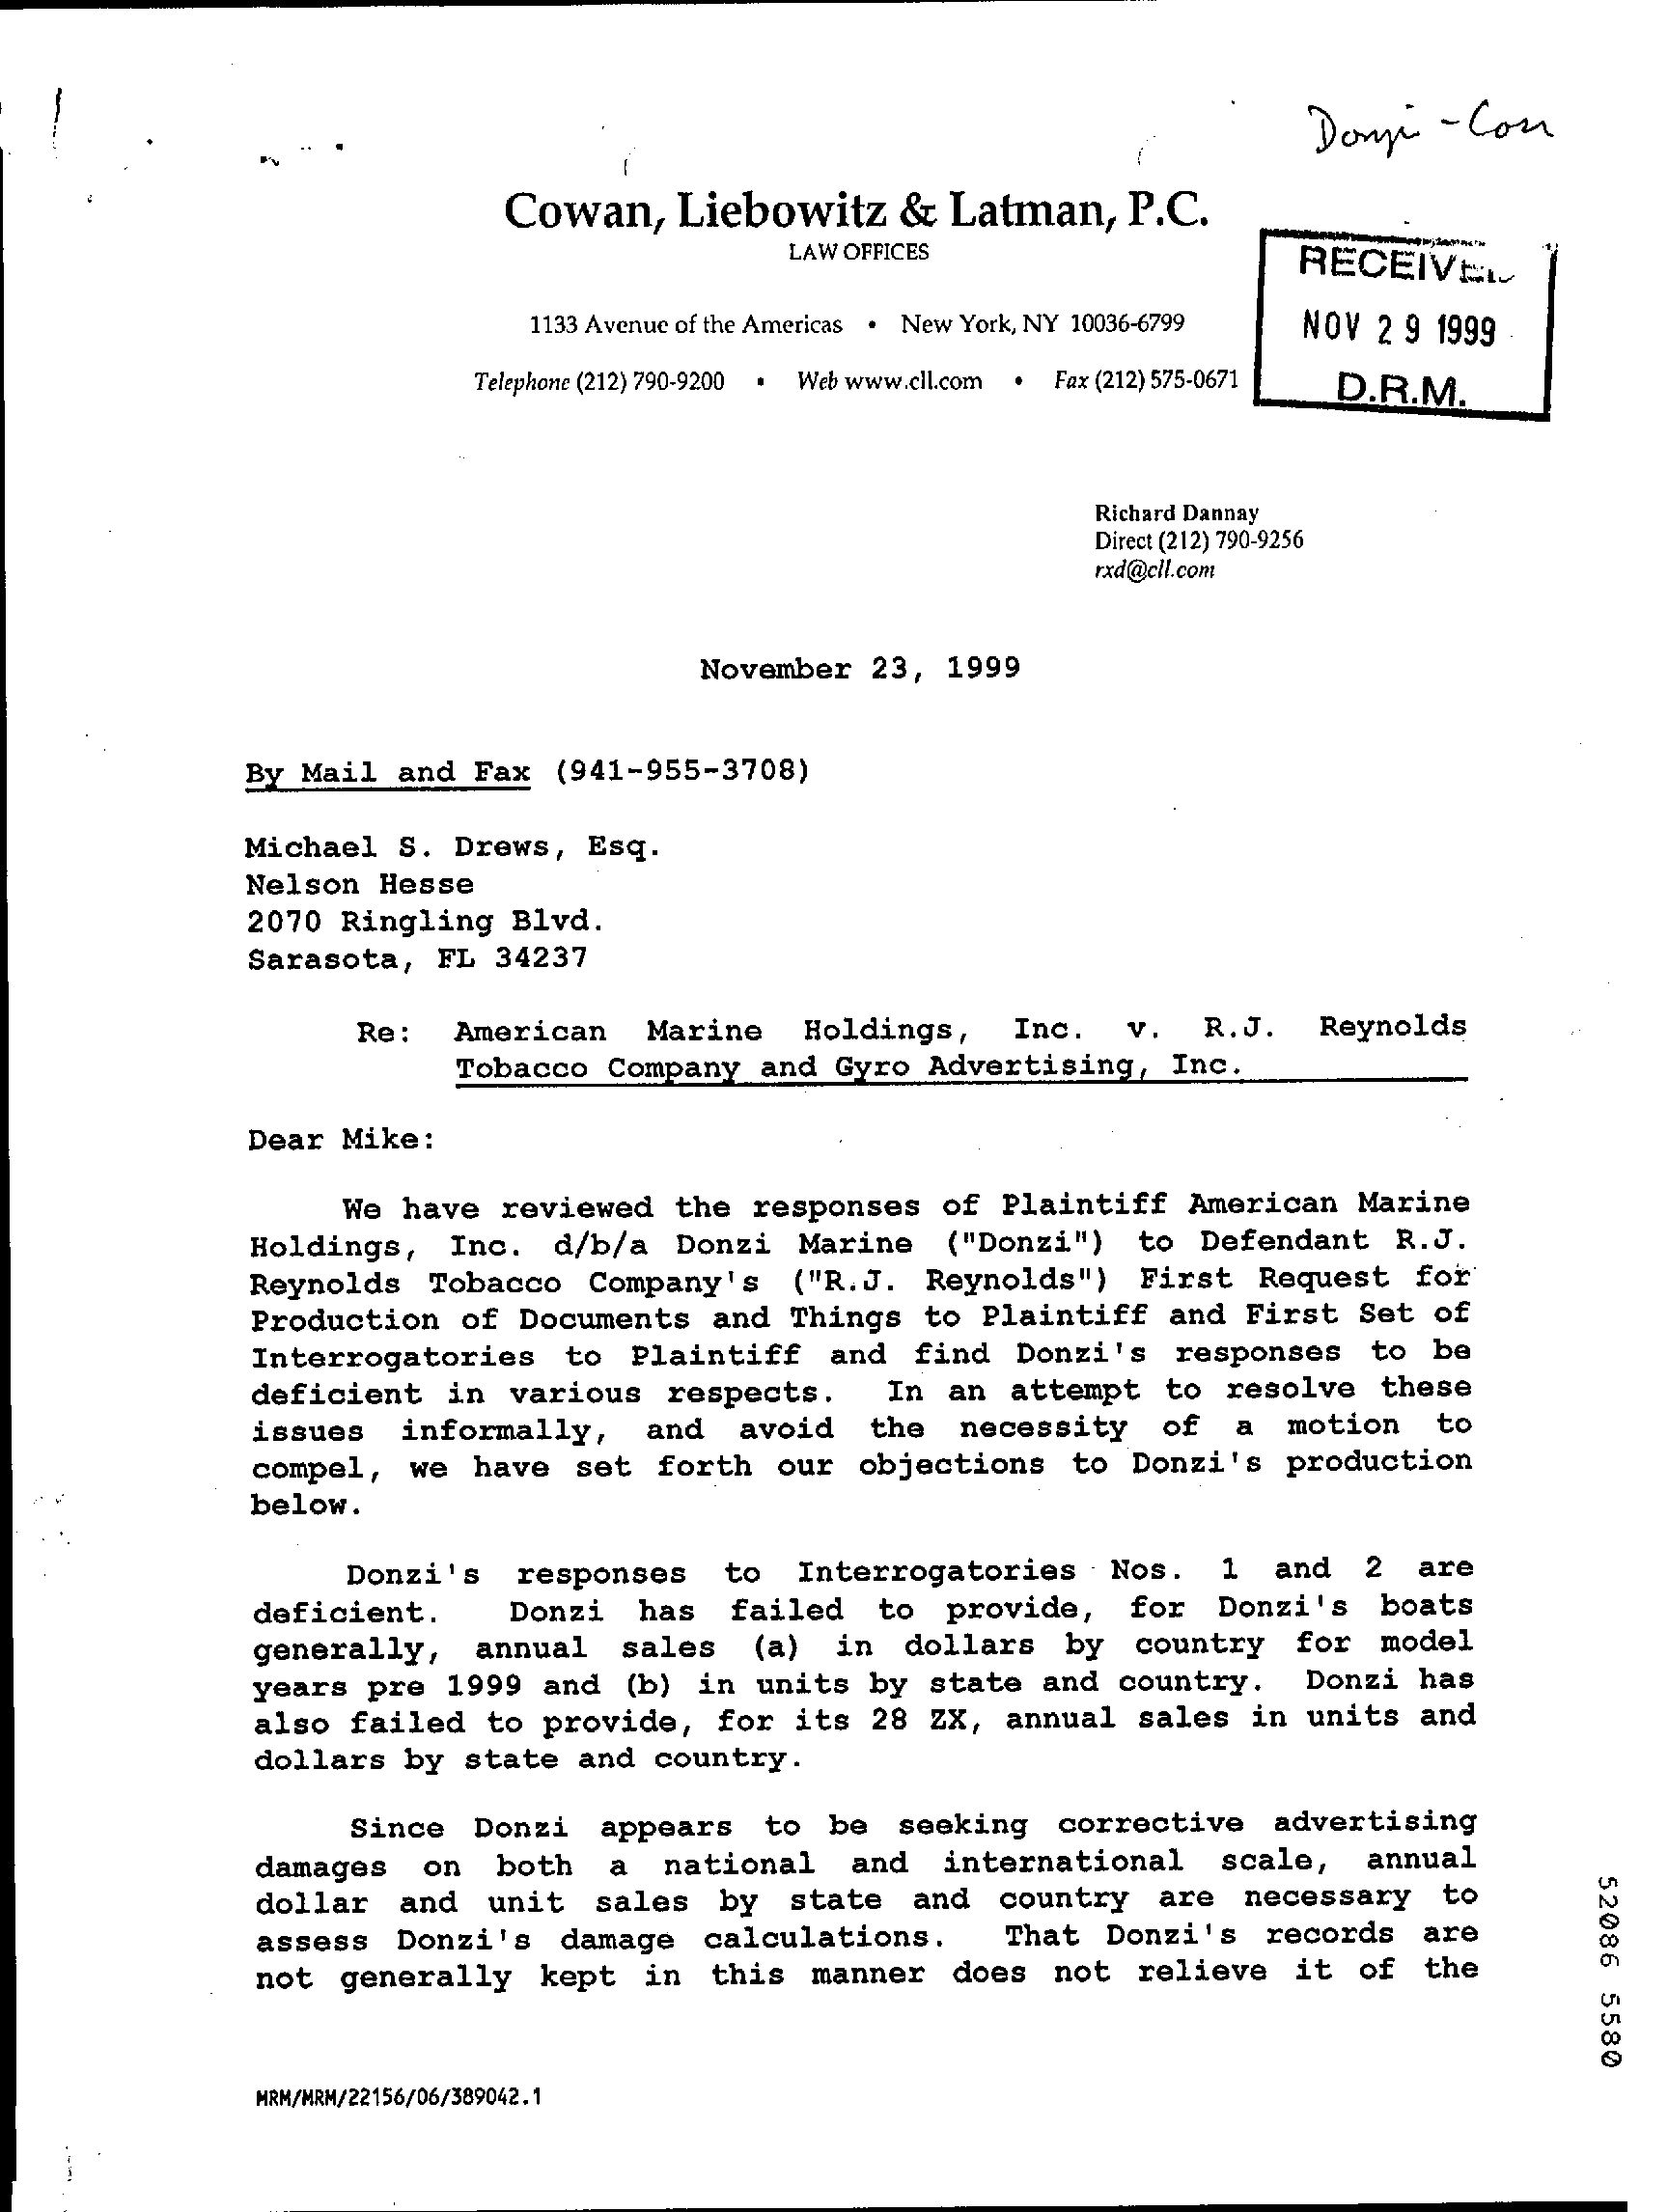 Donzi - Corr
Cowan, Liebowitz & Latman, P.C.
LAW OFFICES
RECEIVED
1133 Avenue of the Americas • New York, NY 10036-6799
NOV 29 1999
Telephone (212) 790-9200 • Web www.cll.com • Fax (212) 575-0671
D.R.M.
Richard Dannay
Direct (212) 790-9256
rxd@cll.com
November 23, 1999
By Mail and Fax (941-955-3708)
Michael S. Drews, Esq.
Nelson Hesse
2070 Ringling Blvd.
Sarasota, FL 34237
Re: American Marine Holdings, Inc. v. R.J. Reynolds
Tobacco Company and Gyro Advertising, Inc.
Dear Mike:
We have reviewed the responses of Plaintiff American Marine
Holdings, Inc. d/b/a Donzi Marine ("Donzi") to Defendant R.J.
Reynolds Tobacco Company's ("R.J. Reynolds") First Request for
Production of Documents and Things to Plaintiff and First Set of
Interrogatories to Plaintiff and find Donzi's responses to be
deficient in various respects. In an attempt to resolve these
issues informally, and avoid the necessity of a motion to
compel, we have set forth our objections to Donzi's production
below.
Donzi's responses to Interrogatories Nos. 1 and 2 are
deficient. Donzi has failed to provide, for Donzi's boats
generally, annual sales (a) in dollars by country for model
years pre 1999 and (b) in units by state and country. Donzi has
also failed to provide, for its 28 ZX, annual sales in units and
dollars by state and country.
Since Donzi appears to be seeking corrective advertising
damages on both a national and international scale, annual
dollar and unit sales by state and country are necessary to
assess Donzi's damage calculations. That Donzi's records are
not generally kept in this manner does not relieve it of the
52086 5580
MRM/MRM/22156/06/389042.1